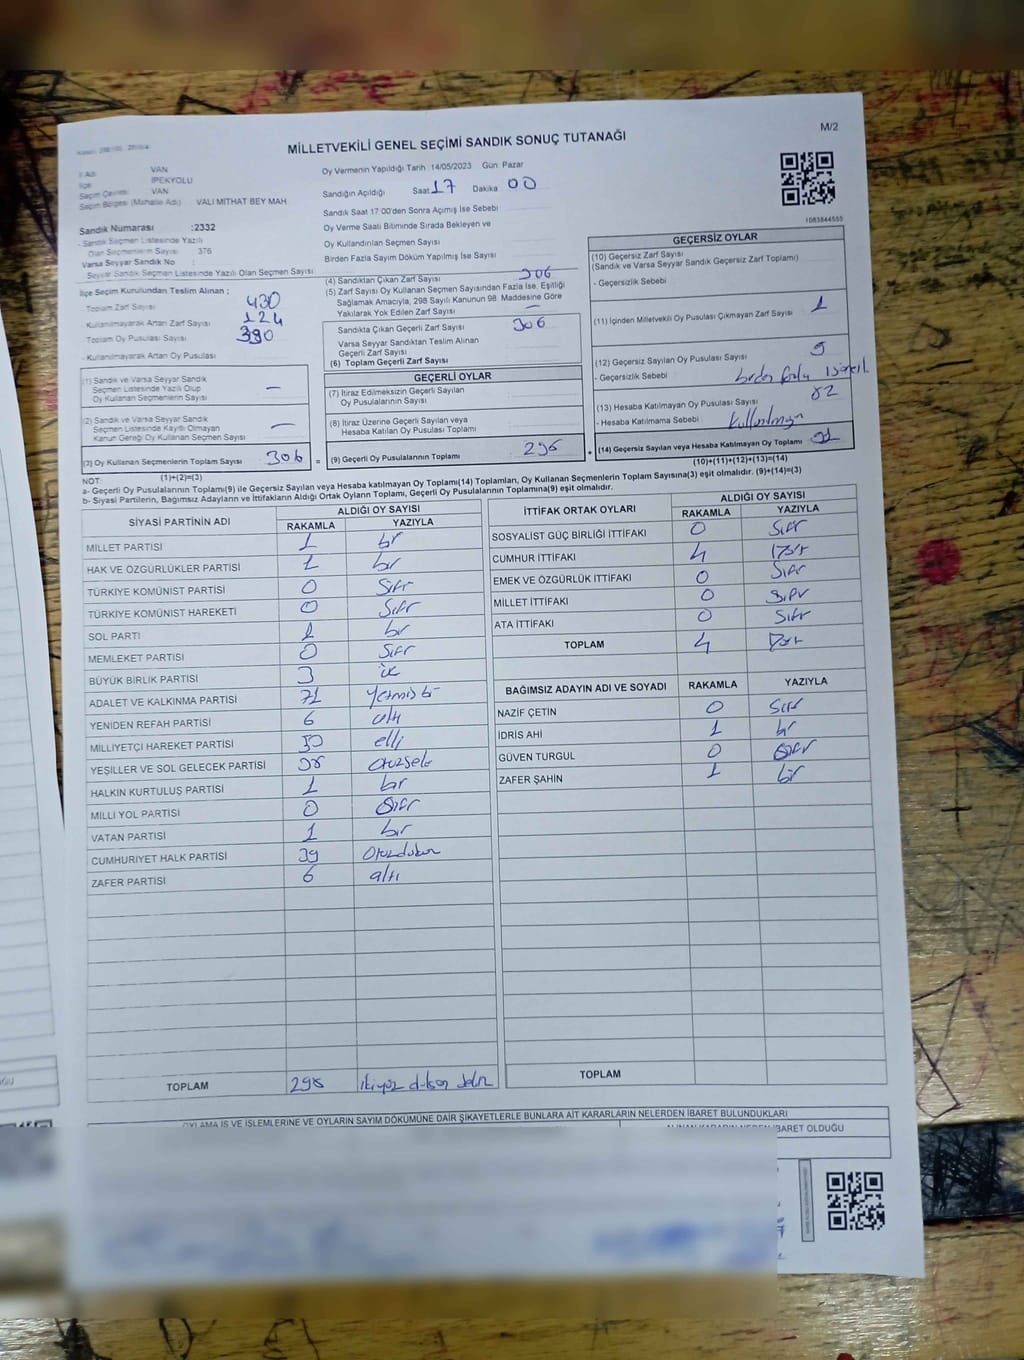 MİLLETVEKİLİ GENEL SEÇİMİ SANDIK SONUÇ TUTANAĞI
M/2
İl Adı VAN
İlçe İPEKYOLU
Seçim Çevresi VAN
Seçim Bölgesi (Mahalle Adı) VALİ MİTHAT BEY MAH
Sandık Numarası :2332
- Sandık Seçmen Listesinde Yazılı
Olan Seçmenlerin Sayısı 376
Varsa Seyyar Sandık No :
- Seyyar Sandık Seçmen Listesinde Yazılı Olan Seçmen Sayısı
Oy Vermenin Yapıldığı Tarih :14/05/2023 Gün: Pazar
Sandığın Açıldığı Saat 17 Dakika 00
Sandık Saat 17:00'den Sonra Açımış İse Sebebi
Oy Verme Saati Bitiminde Sırada Bekleyen ve
Oy Kullandırılan Seçmen Sayısı
Birden Fazla Sayım Döküm Yapılmış İse Sayısı
1083844555
İlçe Seçim Kurulundan Teslim Alınan ;
Toplam Zarf Sayısı 430
Kullanılmayarak Artan Zarf Sayısı 124
Toplam Oy Pusulası Sayısı 390
- Kullanılmayarak Artan Oy Pusulası
(1) Sandık ve Varsa Seyyar Sandık
Seçmen Listesinde Yazılı Olup
Oy Kullanan Seçmenlerin Sayısı —
(2) Sandık ve Varsa Seyyar Sandık
Seçmen Listesinde Kayıtlı Olmayan
Kanun Gereği Oy Kullanan Seçmen Sayısı —
(3) Oy Kullanan Seçmenlerin Toplam Sayısı 306
(1)+(2)=(3)
(4) Sandıktan Çıkan Zarf Sayısı 306
(5) Zarf Sayısı Oy Kullanan Seçmen Sayısından Fazla İse, Eşitliği
Sağlamak Amacıyla, 298 Sayılı Kanunun 98. Maddesine Göre
Yakılarak Yok Edilen Zarf Sayısı —
Sandıkta Çıkan Geçerli Zarf Sayısı 306
Varsa Seyyar Sandıktan Teslim Alınan
Geçerli Zarf Sayısı
(6) Toplam Geçerli Zarf Sayısı
GEÇERLİ OYLAR
(7) İtiraz Edilmeksizin Geçerli Sayılan
Oy Pusulalarının Sayısı
(8) İtiraz Üzerine Geçerli Sayılan veya
Hesaba Katılan Oy Pusulası Toplamı
(9) Geçerli Oy Pusulalarının Toplamı 296
GEÇERSİZ OYLAR
(10) Geçersiz Zarf Sayısı
(Sandık ve Varsa Seyyar Sandık Geçersiz Zarf Toplamı)
- Geçersizlik Sebebi
(11) İçinden Milletvekili Oy Pusulası Çıkmayan Zarf Sayısı 1
(12) Geçersiz Sayılan Oy Pusulası Sayısı 9
- Geçersizlik Sebebi
(13) Hesaba Katılmayan Oy Pusulası Sayısı 82
- Hesaba Katılmama Sebebi
(14) Geçersiz Sayılan veya Hesaba Katılmayan Oy Toplamı
(10)+(11)+(12)+(13)=(14)
NOT:
a- Geçerli Oy Pusulalarının Toplamı(9) ile Geçersiz Sayılan veya Hesaba katılmayan Oy Toplamı(14) Toplamları, Oy Kullanan Seçmenlerin Toplam Sayısına(3) eşit olmalıdır. (9)+(14)=(3)
b- Siyasi Partilerin, Bağımsız Adayların ve İttifakların Aldığı Ortak Oyların Toplamı, Geçerli Oy Pusulalarının Toplamına(9) eşit olmalıdır.
SİYASİ PARTİNİN ADI ALDIĞI OY SAYISI
RAKAMLA YAZIYLA
MİLLET PARTİSİ 1 bir
HAK VE ÖZGÜRLÜKLER PARTİSİ 1 bir
TÜRKİYE KOMÜNİST PARTİSİ 0 Sıfır
TÜRKİYE KOMÜNİST HAREKETİ 0 Sıfır
SOL PARTİ 1 bir
MEMLEKET PARTİSİ 0 Sıfır
BÜYÜK BİRLİK PARTİSİ 3 üç
ADALET VE KALKINMA PARTİSİ 71 yetmiş bir
YENİDEN REFAH PARTİSİ 6 altı
MİLLİYETÇİ HAREKET PARTİSİ 50 elli
YEŞİLLER VE SOL GELECEK PARTİSİ
HALKIN KURTULUŞ PARTİSİ 1 bir
MİLLİ YOL PARTİSİ 0 Sıfır
VATAN PARTİSİ 1 bir
CUMHURİYET HALK PARTİSİ 39 Otuzdokuz
ZAFER PARTİSİ 6 altı
TOPLAM
İTTİFAK ORTAK OYLARI ALDIĞI OY SAYISI
RAKAMLA YAZIYLA
SOSYALİST GÜÇ BİRLİĞİ İTTİFAKI 0 Sıfır
CUMHUR İTTİFAKI 4 Dört
EMEK VE ÖZGÜRLÜK İTTİFAKI 0 Sıfır
MİLLET İTTİFAKI 0 Sıfır
ATA İTTİFAKI 0 Sıfır
TOPLAM 4 Dört
BAĞIMSIZ ADAYIN ADI VE SOYADI RAKAMLA YAZIYLA
NAZİF ÇETİN 0 Sıfır
İDRİS AHİ 1 bir
GÜVEN TURGUL 0 Sıfır
ZAFER ŞAHİN 1 bir
TOPLAM
OYLAMA İŞ VE İŞLEMLERİNE VE OYLARIN SAYIM DÖKÜMÜNE DAİR ŞİKAYETLERLE BUNLARA AİT KARARLARIN NELERDEN İBARET BULUNDUKLARI